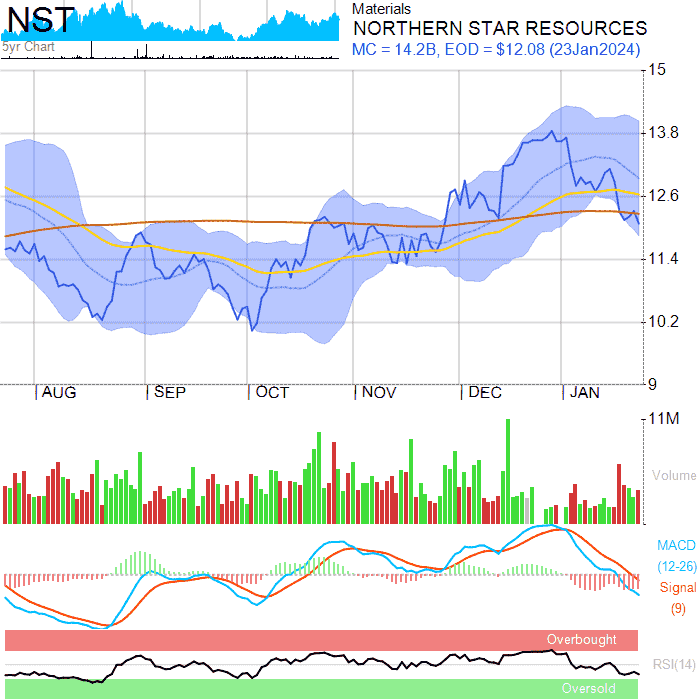 NST
5yr Chart
Materials
NORTHERN STAR RESOURCES
MC = 14.2B, EOD = $12.08 (23Jan2024)
15
13.8
12.6
11.4
10.2
9
AUG SEP OCT NOV DEC JAN
11M
Volume
MACD
(12-26)
Signal
(9)
Overbought
RSI(14)
Oversold